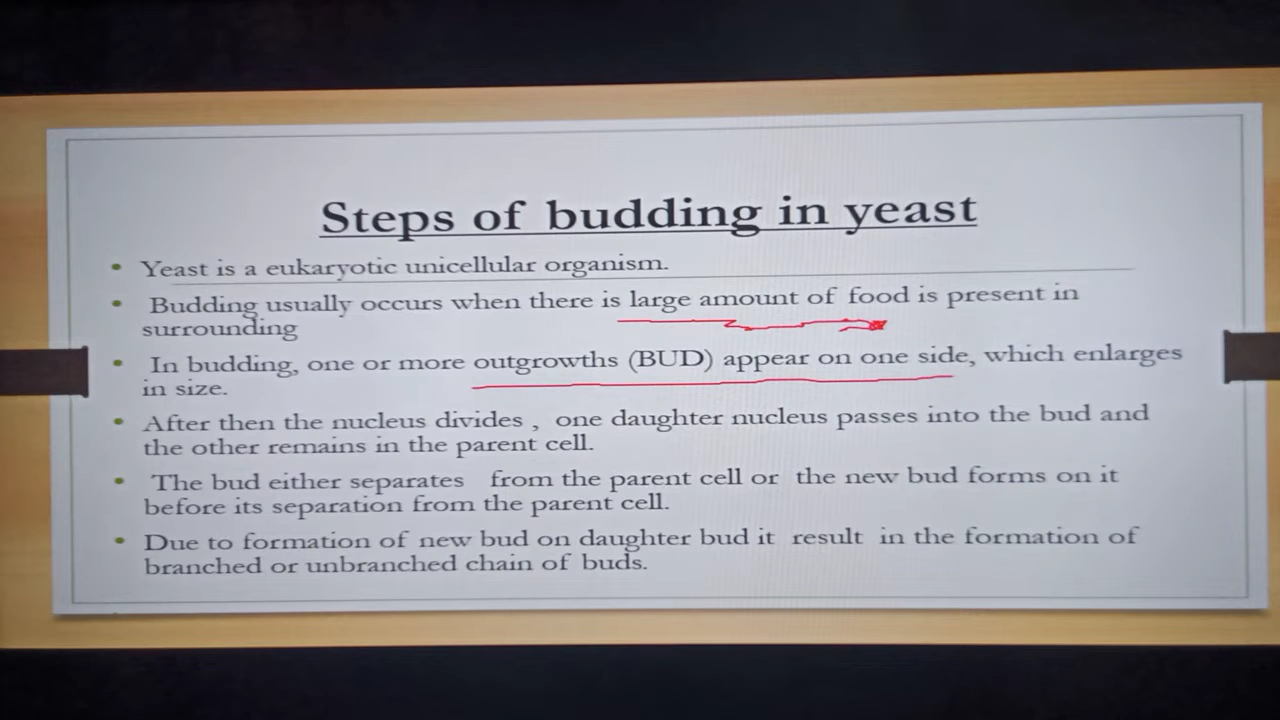 Steps of budding in yeast
• Yeast is a eukaryotic unicellular organism.
• Budding usually occurs when there is large amount of food is present in
surrounding
• In budding, one or more outgrowths (BUD) appear on one side, which enlarges
in size.
• After then the nucleus divides , one daughter nucleus passes into the bud and
the other remains in the parent cell.
• The bud either separates from the parent cell or the new bud forms on it
before its separation from the parent cell.
• Due to formation of new bud on daughter bud it result in the formation of
branched or unbranched chain of buds.